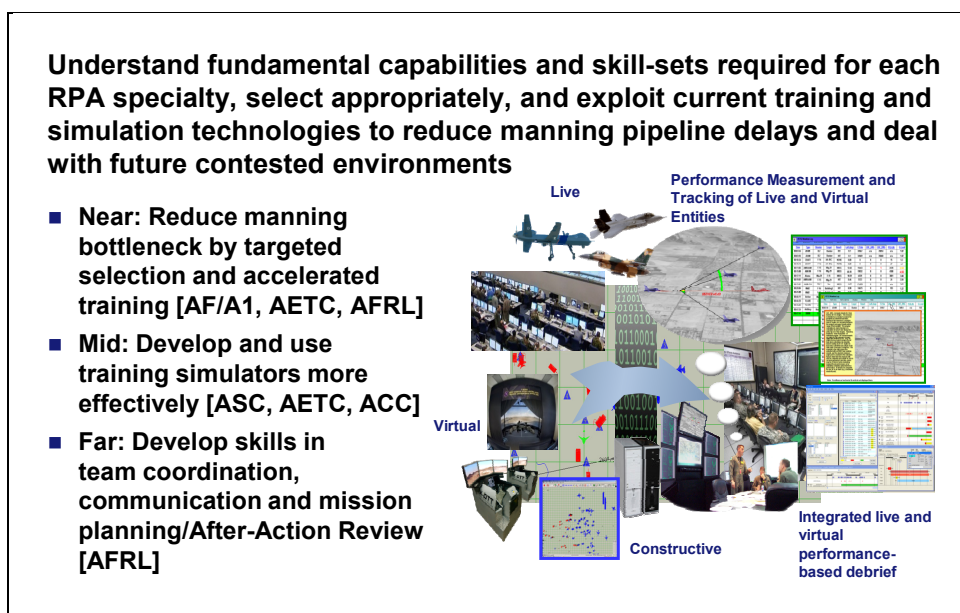 Understand fundamental capabilities and skill-sets required for each
RPA specialty, select appropriately, and exploit current training and
simulation technologies to reduce manning pipeline delays and deal
with future contested environments
Near: Reduce manning
bottleneck by targeted
selection and accelerated
training [AF/A1, AETC, AFRL]
Mid: Develop and use
training simulators more
effectively [ASC, AETC, ACC]
Far: Develop skills in
team coordination,
communication and mission
planning/After-Action Review
[AFRL]
Live
Performance Measurement and
Tracking of Live and Virtual
Entities
Virtual
Constructive
Integrated live and
virtual
performance-
based debrief